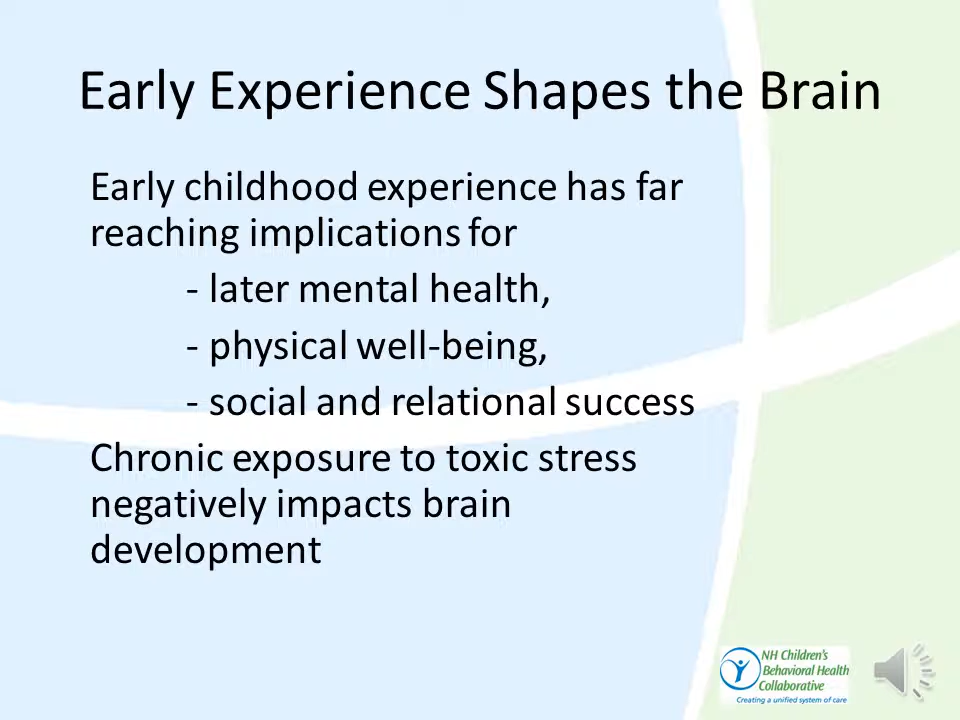 Early Experience Shapes the Brain
Early childhood experience has far
reaching implications for
- later mental health,
- physical well-being,
- social and relational success
Chronic exposure to toxic stress
negatively impacts brain
development
NH Children's
Behavioral Health
Collaborative
Creating a unified system of care